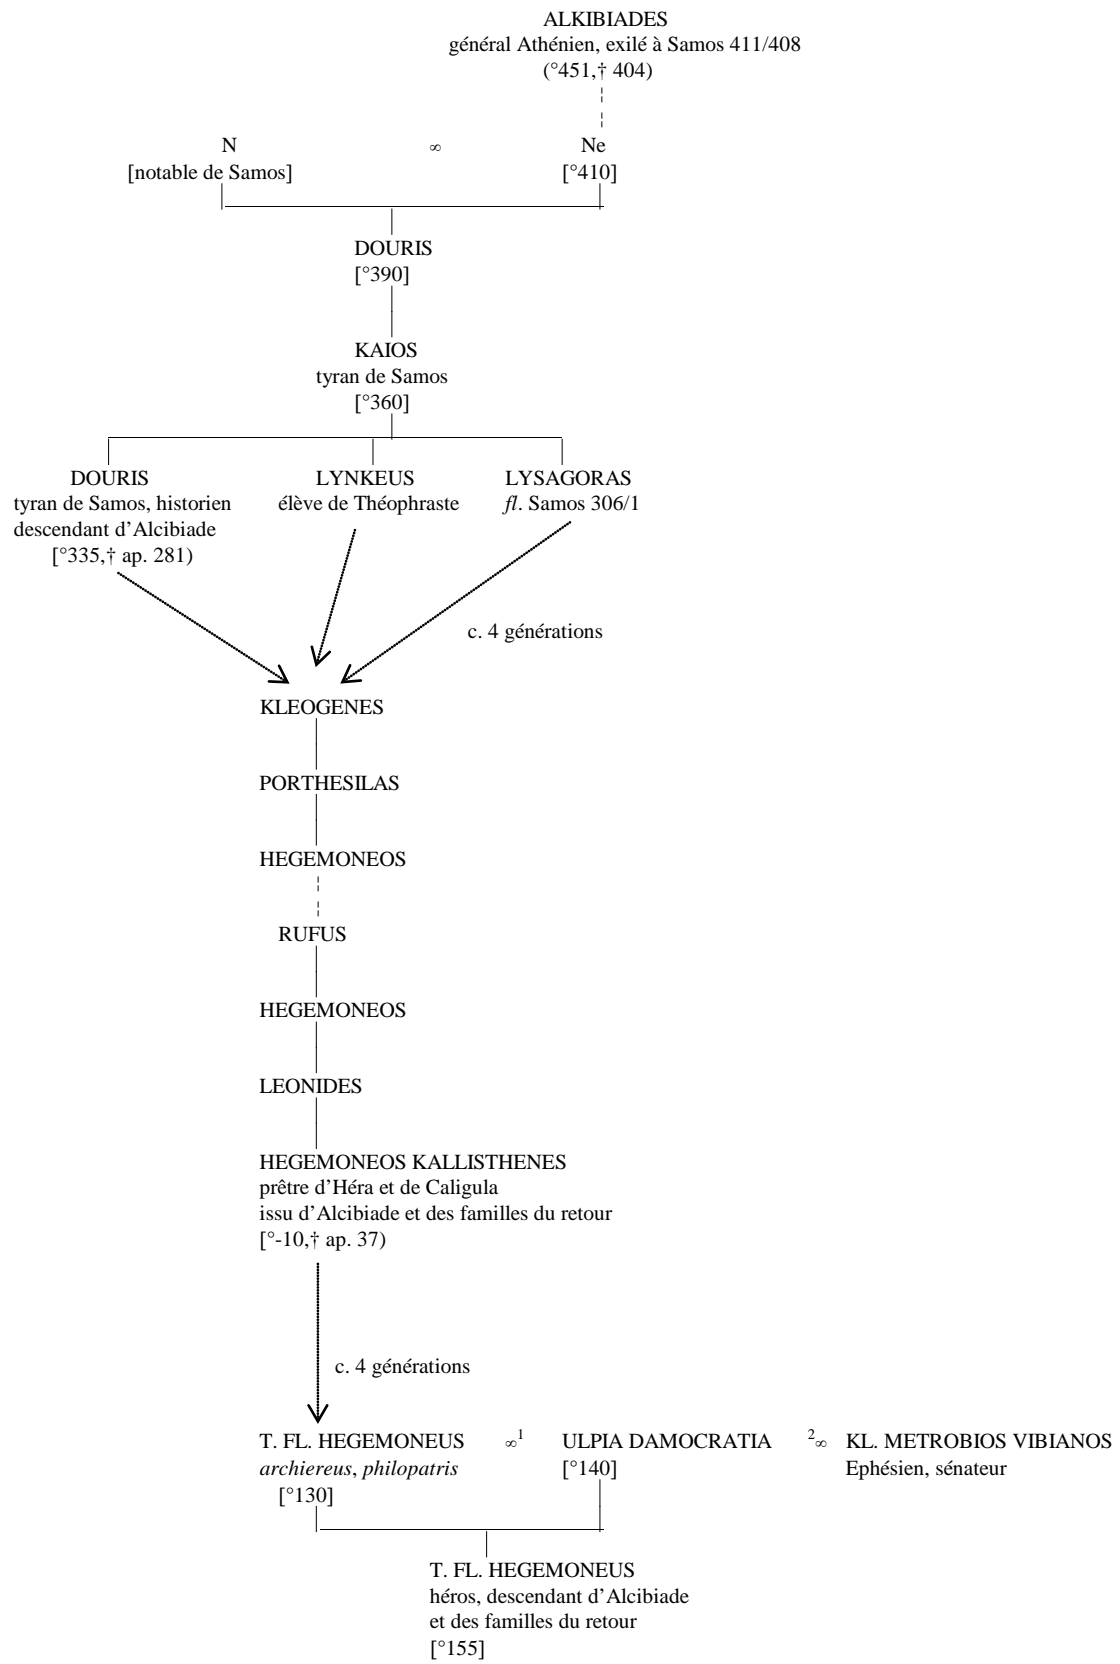 ALKIBIADES
général Athénien, exilé à Samos 411/408
(°451,† 404)
N ∞ Ne
[notable de Samos] [°410]
DOURIS
[°390]
KAIOS
tyran de Samos
[°360]
DOURIS LYNKEUS LYSAGORAS
tyran de Samos, historien élève de Théophraste fl. Samos 306/1
descendant d’Alcibiade
[°335,† ap. 281)
c. 4 générations
KLEOGENES
PORTHESILAS
HEGEMONEOS
RUFUS
HEGEMONEOS
LEONIDES
HEGEMONEOS KALLISTHENES
prêtre d’Héra et de Caligula
issu d’Alcibiade et des familles du retour
[°-10,† ap. 37)
c. 4 générations
T. FL. HEGEMONEUS ∞1 ULPIA DAMOCRATIA 2∞ KL. METROBIOS VIBIANOS
archiereus, philopatris [°140] Ephésien, sénateur
[°130]
T. FL. HEGEMONEUS
héros, descendant d’Alcibiade
et des familles du retour
[°155]